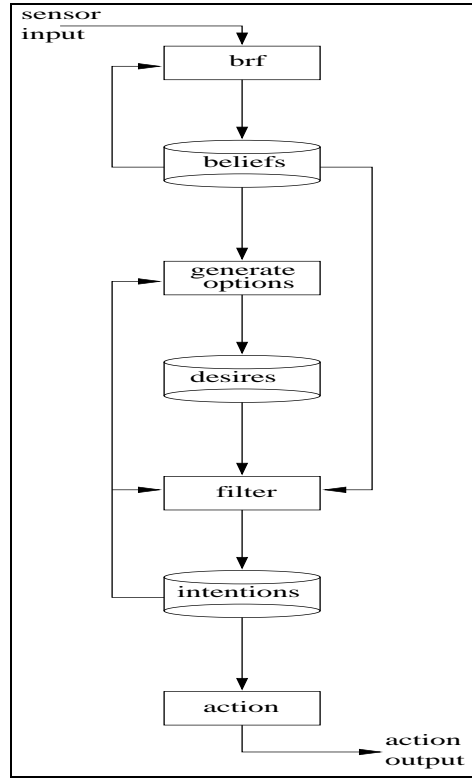 sensor
input
brf
beliefs
generate
options
desires
filter
intentions
action
action
output